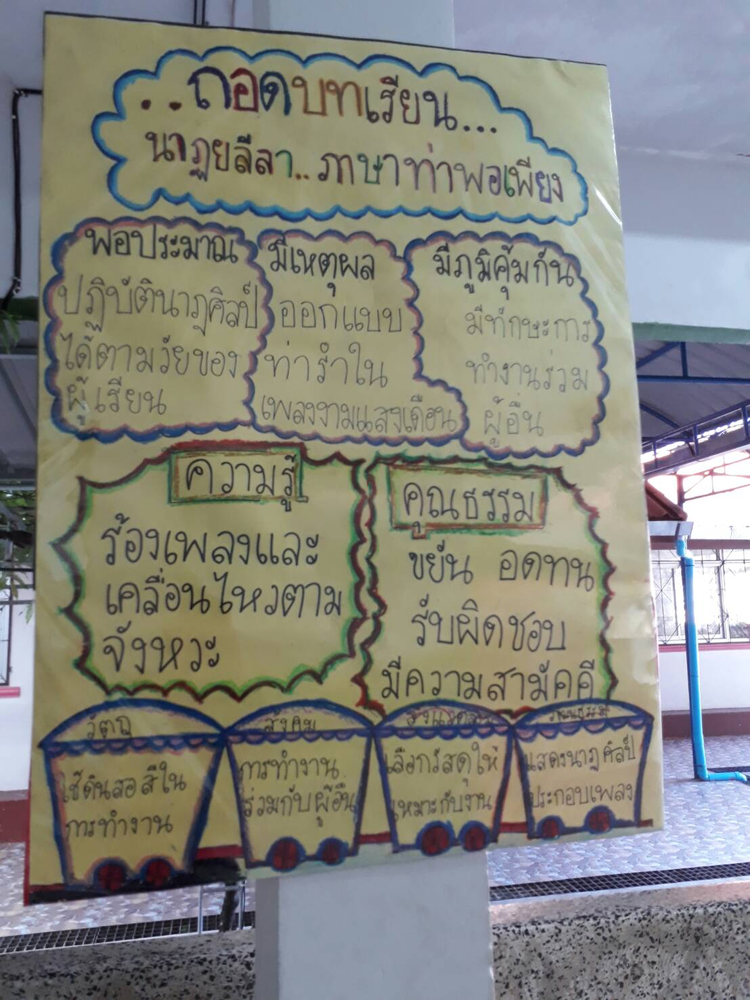 ..ถอดบทเรียน...
นาฏยลีลา..ภาษาท่าพอเพียง
พอประมาณ
ปฏิบัตินาฏศิลป์
ได้ตามวัยของ
ผู้เรียน
มีเหตุผล
ออกแบบ
ท่ารำใน
เพลงงามแสงเดือน
มีภูมิคุ้มกัน
มีทักษะการ
ทำงานร่วม
ผู้อื่น
ความรู้
ร้องเพลงและ
เคลื่อนไหวตาม
จังหวะ
คุณธรรม
ขยัน อดทน
รับผิดชอบ
มีความสามัคคี
วัตถุ
ใช้ดินสอสีใน
การทำงาน
สังคม
การทำงาน
ร่วมกับผู้อื่น
สิ่งแวดล้อม
เลือกวัสดุให้
เหมาะกับงาน
วัฒนธรรม
แสดงนาฏศิลป์
ประกอบเพลง